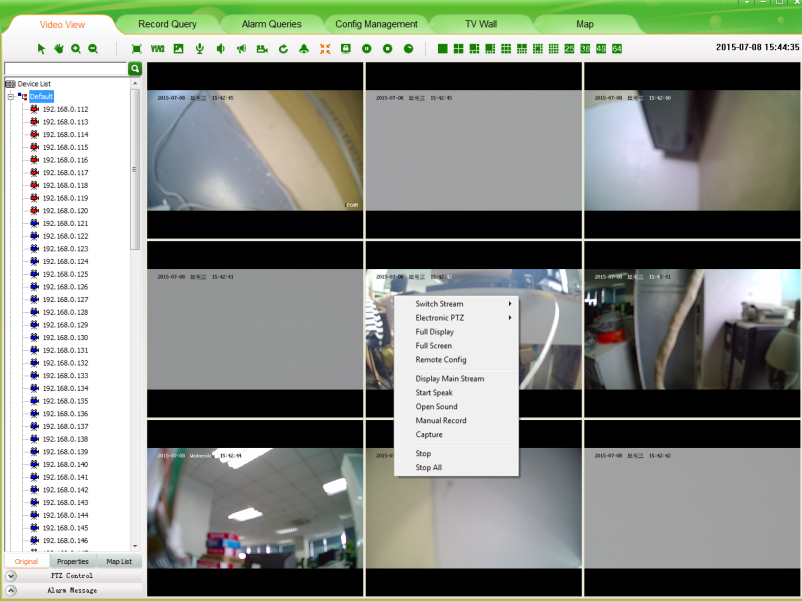 Video View
Record Query
Alarm Queries
Config Management
TV Wall
Map
VIVO2
25
36
49
64
2015-07-08 15:44:35
Device List
Default
192.168.0.112
192.168.0.113
192.168.0.114
192.168.0.115
192.168.0.116
192.168.0.117
192.168.0.118
192.168.0.119
192.168.0.120
192.168.0.121
192.168.0.122
192.168.0.123
192.168.0.124
192.168.0.125
192.168.0.126
192.168.0.127
192.168.0.128
192.168.0.129
192.168.0.130
192.168.0.131
192.168.0.132
192.168.0.133
192.168.0.134
192.168.0.135
192.168.0.136
192.168.0.137
192.168.0.138
192.168.0.139
192.168.0.140
192.168.0.141
192.168.0.142
192.168.0.143
192.168.0.144
192.168.0.145
192.168.0.146
Original
Properties
Map List
PTZ Control
Alarm Message
2015-07-08 星期三 15:42:45
IPCAM
2015-07-08 星期三 15:42:45
2015-07-08 星期三 15:42:40
2015-07-08 星期三 15:42:41
2015-07-08 星期三 15:42:42
2015-07-08 星期三 15:42:41
2015-07-08 Wednesday 15:42:44
2015-07-08 星期三 15:42:42
Switch Stream
Electronic PTZ
Full Display
Full Screen
Remote Config
Display Main Stream
Start Speak
Open Sound
Manual Record
Capture
Stop
Stop All